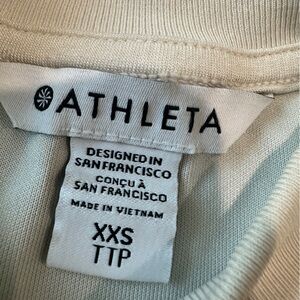 ATHLETA
DESIGNED IN
SAN FRANCISCO
CONÇU À
SAN FRANCISCO
MADE IN VIETNAM
XXS
TTP